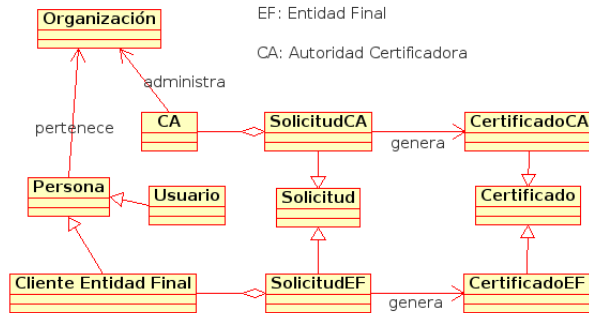 Organización
EF: Entidad Final
CA: Autoridad Certificadora
administra
CA
SolicitudCA
CertificadoCA
pertenece
genera
Persona
Usuario
Solicitud
Certificado
Cliente Entidad Final
SolicitudEF
CertificadoEF
genera